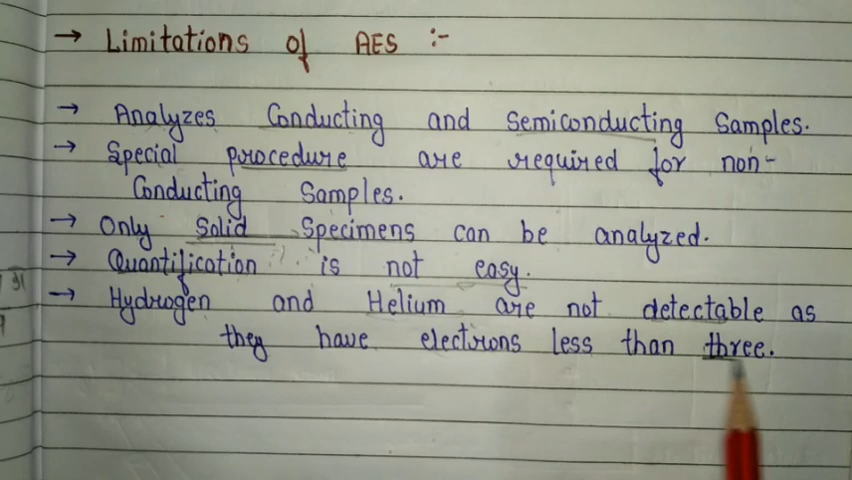 → Limitations of AES :-
→ Analyzes Conducting and Semiconducting Samples.
→ Special procedure are required for non-
Conducting Samples.
→ Only Solid Specimens can be analyzed.
→ Quantification is not easy.
→ Hydrogen and Helium are not detectable as
they have electrons less than three.